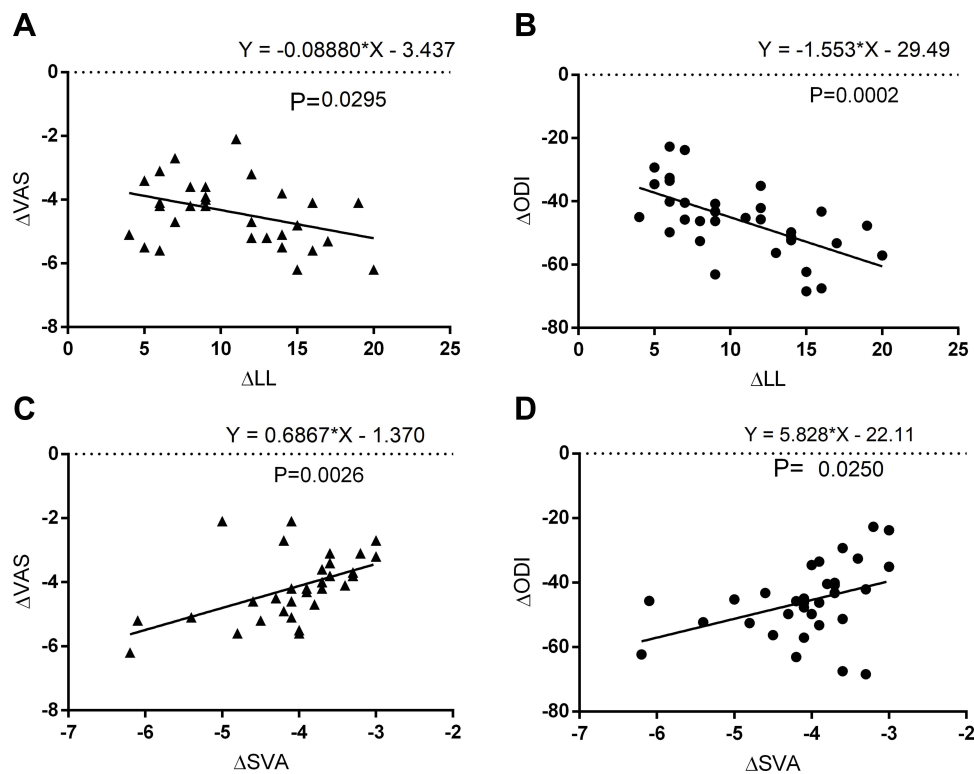 A
Y = -0.08880*X - 3.437
P=0.0295
0
-2
-4
-6
-8
ΔVAS
0 5 10 15 20 25
ΔLL
B
Y = -1.553*X - 29.49
P=0.0002
0
-20
-40
-60
-80
ΔODI
0 5 10 15 20 25
ΔLL
C
Y = 0.6867*X - 1.370
P=0.0026
0
-2
-4
-6
-8
ΔVAS
-7 -6 -5 -4 -3 -2
ΔSVA
D
Y = 5.828*X - 22.11
P= 0.0250
0
-20
-40
-60
-80
ΔODI
-7 -6 -5 -4 -3 -2
ΔSVA